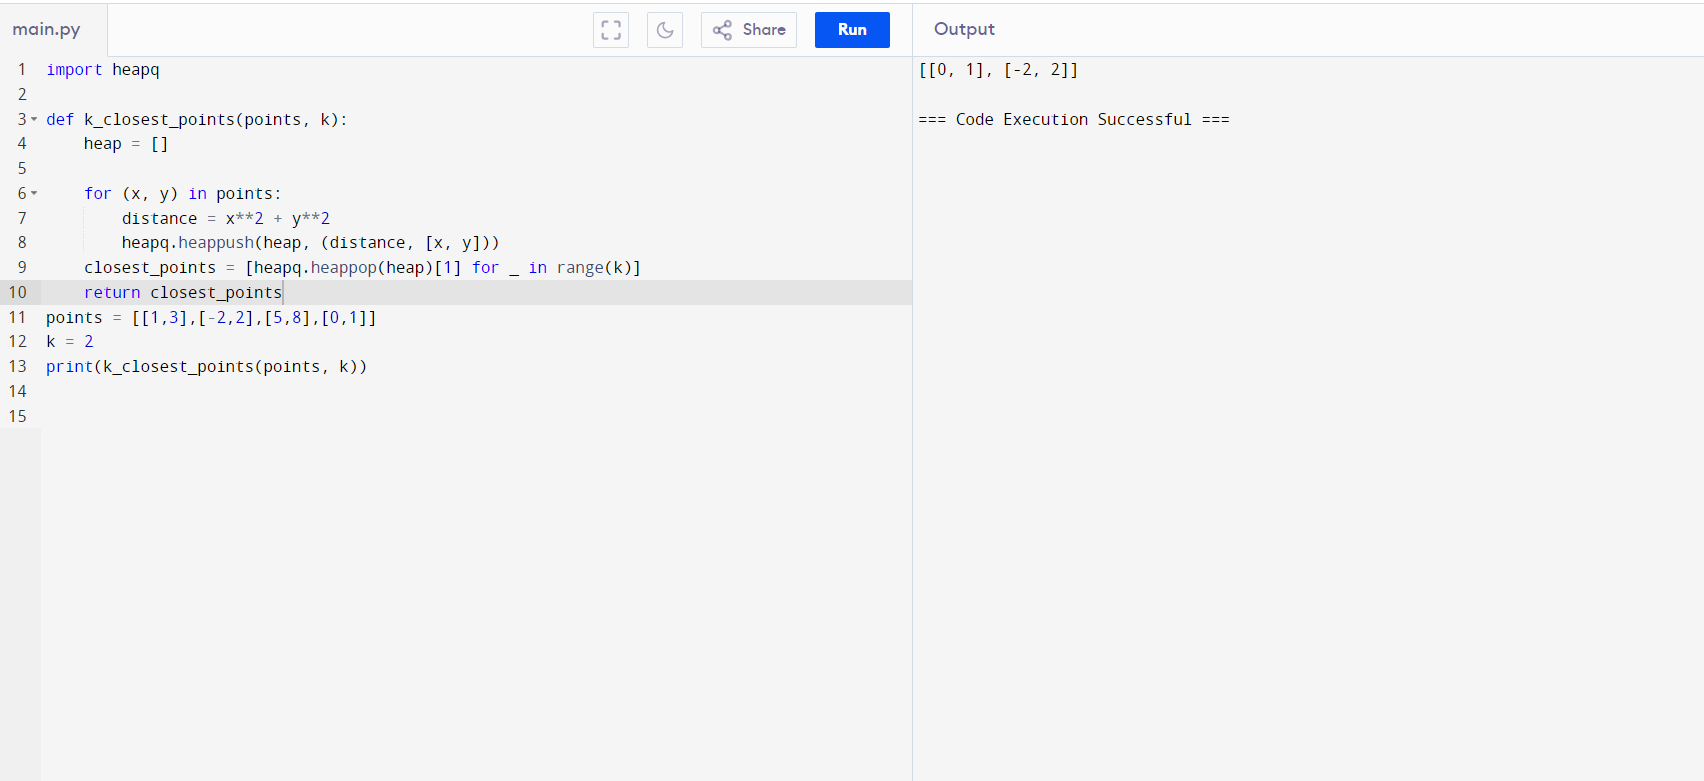 main.py
Share
Run
Output
1 import heapq
2
3 def k_closest_points(points, k):
4     heap = []
5
6     for (x, y) in points:
7         distance = x**2 + y**2
8         heapq.heappush(heap, (distance, [x, y]))
9     closest_points = [heapq.heappop(heap)[1] for _ in range(k)]
10     return closest_points
11 points = [[1,3],[-2,2],[5,8],[0,1]]
12 k = 2
13 print(k_closest_points(points, k))
14
15
[[0, 1], [-2, 2]]
=== Code Execution Successful ===